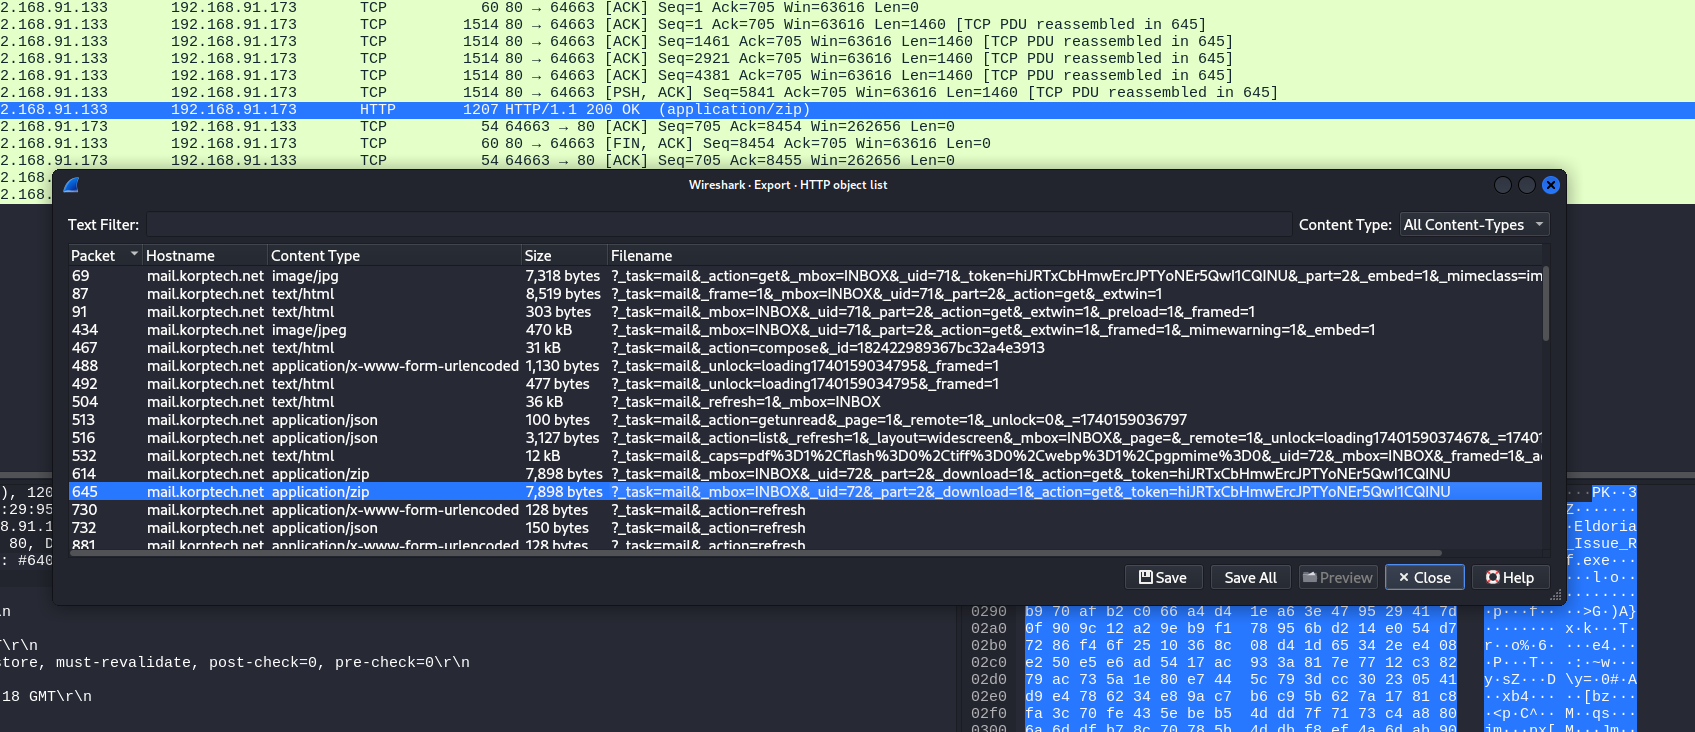 2.168.91.133 192.168.91.173 TCP 60 80 → 64663 [ACK] Seq=1 Ack=705 Win=63616 Len=0
2.168.91.133 192.168.91.173 TCP 1514 80 → 64663 [ACK] Seq=1 Ack=705 Win=63616 Len=1460 [TCP PDU reassembled in 645]
2.168.91.133 192.168.91.173 TCP 1514 80 → 64663 [ACK] Seq=1461 Ack=705 Win=63616 Len=1460 [TCP PDU reassembled in 645]
2.168.91.133 192.168.91.173 TCP 1514 80 → 64663 [ACK] Seq=2921 Ack=705 Win=63616 Len=1460 [TCP PDU reassembled in 645]
2.168.91.133 192.168.91.173 TCP 1514 80 → 64663 [ACK] Seq=4381 Ack=705 Win=63616 Len=1460 [TCP PDU reassembled in 645]
2.168.91.133 192.168.91.173 TCP 1514 80 → 64663 [PSH, ACK] Seq=5841 Ack=705 Win=63616 Len=1460 [TCP PDU reassembled in 645]
2.168.91.133 192.168.91.173 HTTP 1207 HTTP/1.1 200 OK (application/zip)
2.168.91.173 192.168.91.133 TCP 54 64663 → 80 [ACK] Seq=705 Ack=8454 Win=262656 Len=0
2.168.91.133 192.168.91.173 TCP 60 80 → 64663 [FIN, ACK] Seq=8454 Ack=705 Win=63616 Len=0
2.168.91.173 192.168.91.133 TCP 54 64663 → 80 [ACK] Seq=705 Ack=8455 Win=262656 Len=0
2.168.
2.168.
Wireshark · Export · HTTP object list
Text Filter: Content Type: All Content-Types
Packet Hostname Content Type Size Filename
69 mail.korptech.net image/jpg 7,318 bytes ?_task=mail&_action=get&_mbox=INBOX&_uid=71&_token=hiJRTxCbHmwErcJPTYoNEr5QwI1CQINU&_part=2&_embed=1&_mimeclass=im
87 mail.korptech.net text/html 8,519 bytes ?_task=mail&_frame=1&_mbox=INBOX&_uid=71&_part=2&_action=get&_extwin=1
91 mail.korptech.net text/html 303 bytes ?_task=mail&_mbox=INBOX&_uid=71&_part=2&_action=get&_extwin=1&_preload=1&_framed=1
434 mail.korptech.net image/jpeg 470 kB ?_task=mail&_mbox=INBOX&_uid=71&_part=2&_action=get&_extwin=1&_framed=1&_mimewarning=1&_embed=1
467 mail.korptech.net text/html 31 kB ?_task=mail&_action=compose&_id=182422989367bc32a4e3913
488 mail.korptech.net application/x-www-form-urlencoded 1,130 bytes ?_task=mail&_unlock=loading1740159034795&_framed=1
492 mail.korptech.net text/html 477 bytes ?_task=mail&_unlock=loading1740159034795&_framed=1
504 mail.korptech.net text/html 36 kB ?_task=mail&_refresh=1&_mbox=INBOX
513 mail.korptech.net application/json 100 bytes ?_task=mail&_action=getunread&_page=1&_remote=1&_unlock=0&_=1740159036797
516 mail.korptech.net application/json 3,127 bytes ?_task=mail&_action=list&_refresh=1&_layout=widescreen&_mbox=INBOX&_page=&_remote=1&_unlock=loading1740159037467&_=1740
532 mail.korptech.net text/html 12 kB ?_task=mail&_caps=pdf%3D1%2Cflash%3D0%2Ctiff%3D0%2Cwebp%3D1%2Cpgpmime%3D0&_uid=72&_mbox=INBOX&_framed=1&_a
614 mail.korptech.net application/zip 7,898 bytes ?_task=mail&_mbox=INBOX&_uid=72&_part=2&_download=1&_action=get&_token=hiJRTxCbHmwErcJPTYoNEr5QwI1CQINU
645 mail.korptech.net application/zip 7,898 bytes ?_task=mail&_mbox=INBOX&_uid=72&_part=2&_download=1&_action=get&_token=hiJRTxCbHmwErcJPTYoNEr5QwI1CQINU
730 mail.korptech.net application/x-www-form-urlencoded 128 bytes ?_task=mail&_action=refresh
732 mail.korptech.net application/json 150 bytes ?_task=mail&_action=refresh
881 mail.korptech.net application/x-www-form-urlencoded 128 bytes ?_task=mail&_action=refresh
Save Save All Preview Close Help
), 120
:29:95
8.91.1
80, D
: #640
\n
T\r\n
store, must-revalidate, post-check=0, pre-check=0\r\n
18 GMT\r\n
···PK··3
Z·······
·Eldoria
_Issue_R
f.exe···
···l·o··
········
0290 b9 70 af b2 c0 66 a4 d4 1e a6 3e 47 95 29 41 7d ·p···f·· ··>G·)A}
02a0 0f 90 9c 12 a2 9e b9 f1 78 95 6b d2 14 e0 54 d7 ········ x·k···T·
02b0 72 86 f4 6f 25 10 36 8c 08 d4 1d 65 34 2e e4 08 r··o%·6· ···e4.··
02c0 e2 50 e5 e6 ad 54 17 ac 93 3a 81 7e 77 12 c3 82 ·P···T·· ·:·~w···
02d0 79 ac 73 5a 1e 80 e7 44 5c 79 3d cc 30 23 05 41 y·sZ···D \y=·0#·A
02e0 d9 e4 78 62 34 e8 9a c7 b6 c9 5b 62 7a 17 81 c8 ··xb4··· ··[bz···
02f0 fa 3c 70 fe 43 5e be b5 4d dd 7f 71 73 c4 a8 80 ·<p·C^·· M··qs···
0300 6a 6d df b7 8c 70 78 5b 4d db f8 ef 4a 6d ab 90 jm···px[ M···Jm··